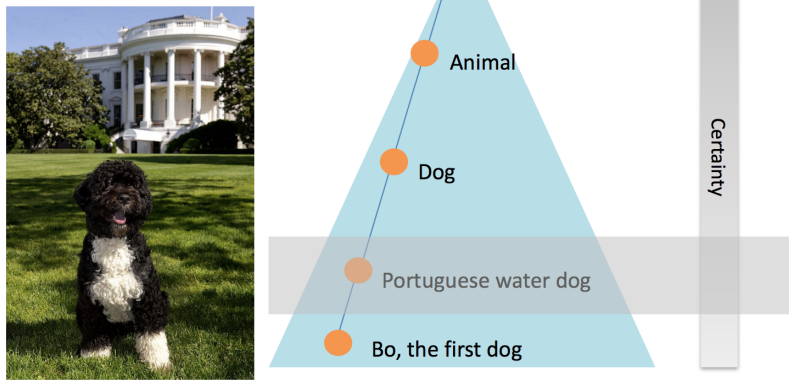 Animal
Dog
Portuguese water dog
Bo, the first dog
Certainty